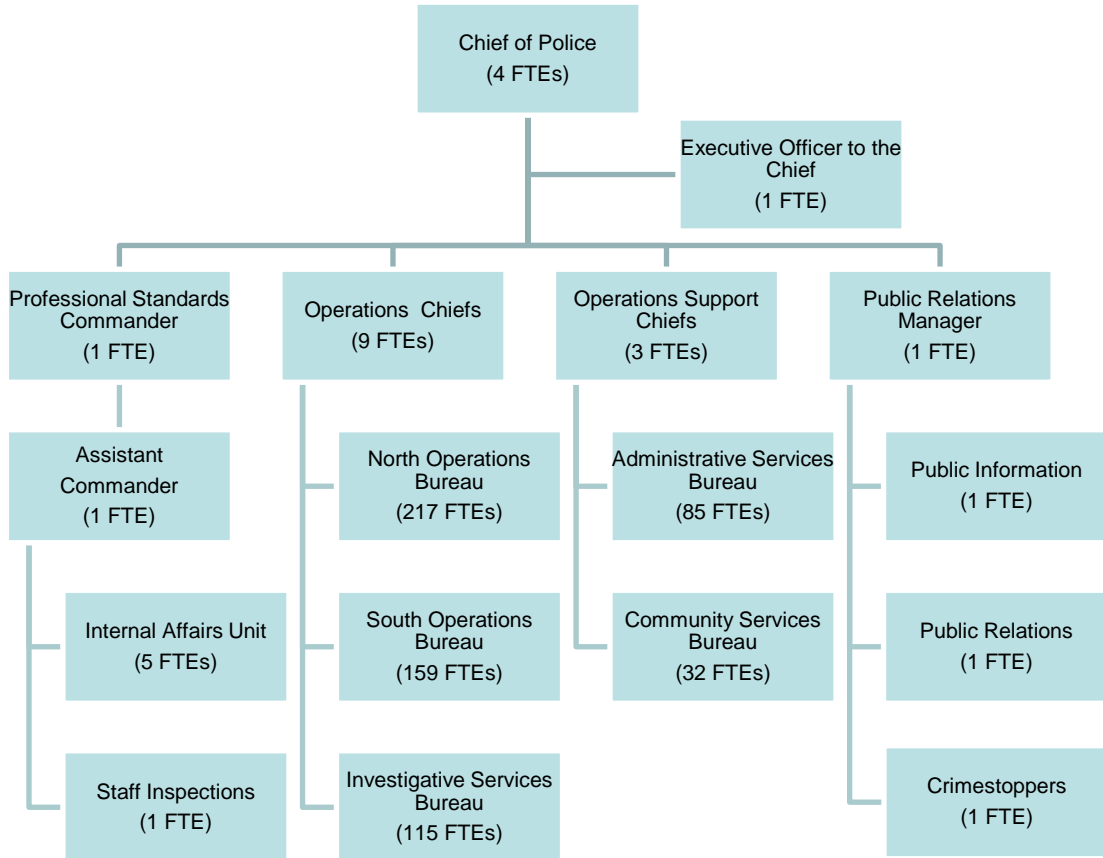 Chief of Police
(4 FTEs)
Executive Officer to the
Chief
(1 FTE)
Professional Standards
Commander
(1 FTE)
Operations Chiefs
(9 FTEs)
Operations Support
Chiefs
(3 FTEs)
Public Relations
Manager
(1 FTE)
Assistant
Commander
(1 FTE)
North Operations
Bureau
(217 FTEs)
Administrative Services
Bureau
(85 FTEs)
Public Information
(1 FTE)
Internal Affairs Unit
(5 FTEs)
South Operations
Bureau
(159 FTEs)
Community Services
Bureau
(32 FTEs)
Public Relations
(1 FTE)
Staff Inspections
(1 FTE)
Investigative Services
Bureau
(115 FTEs)
Crimestoppers
(1 FTE)